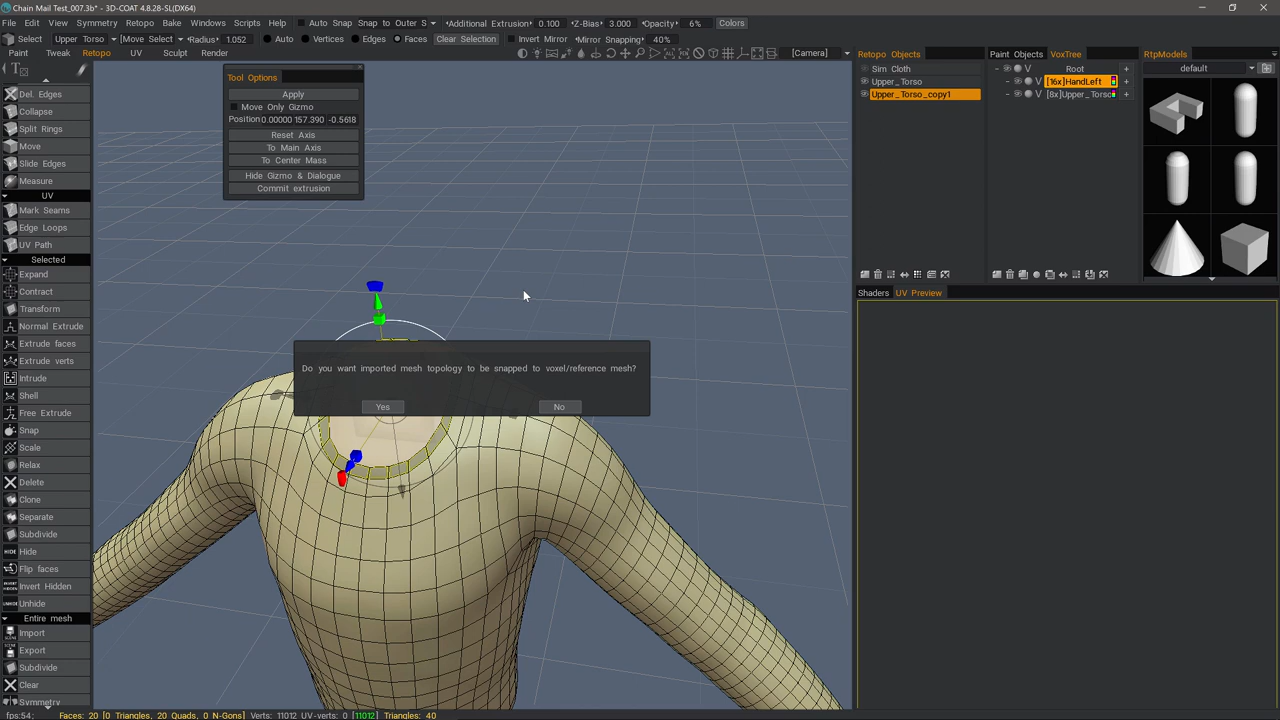 Chain Mail Test_007.3b* - 3D-COAT 4.8.28-SL(DX64)
File Edit View Symmetry Retopo Bake Windows Scripts Help Auto Snap Snap to Outer S Additional Extrusion 0.100 Z-Bias 3.000 Opacity 6% Colors
Select Upper Torso [Move Select] Radius 1.052 Auto Vertices Edges Faces Clear Selection Invert Mirror Mirror Snapping 40%
Paint Tweak Retopo UV Sculpt Render [Camera]
Retopo Objects
Sim Cloth
Upper_Torso
Upper_Torso_copy1
Paint Objects VoxTree
Root
[16x]HandLeft
[8x]Upper_Torso
RtpModels
default
Tool Options
Apply
Move Only Gizmo
Position 0.00000 157.390 -0.5618
Reset Axis
To Main Axis
To Center Mass
Hide Gizmo & Dialogue
Commit extrusion
Del. Edges
Collapse
Split Rings
Move
Slide Edges
Measure
UV
Mark Seams
Edge Loops
UV Path
Selected
Expand
Contract
Transform
Normal Extrude
Extrude faces
Extrude verts
Intrude
Shell
Free Extrude
Snap
Scale
Relax
Delete
Clone
Separate
Subdivide
Hide
Flip faces
Invert Hidden
Unhide
Entire mesh
Import
Export
Subdivide
Clear
Symmetry
Shaders UV Preview
Do you want imported mesh topology to be snapped to voxel/reference mesh?
Yes No
fps:54; Faces: 20 [0 Triangles, 20 Quads, 0 N-Gons] Verts: 11012 UV-verts: 0 [11012] Triangles: 40